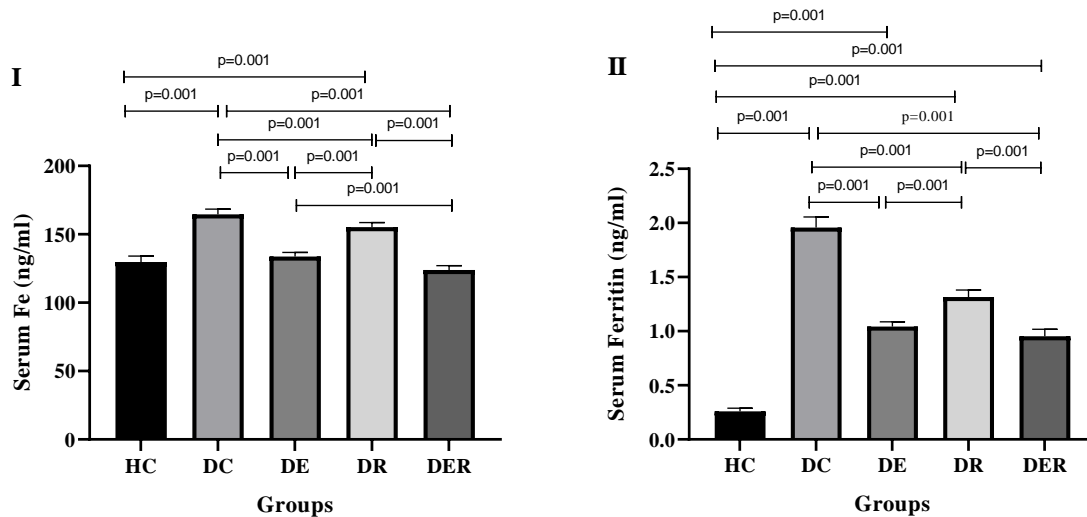 I
p=0.001
p=0.001
p=0.001
p=0.001
p=0.001
p=0.001
p=0.001
p=0.001
200
150
100
50
0
Serum Fe (ng/ml)
HC DC DE DR DER
Groups
II
p=0.001
p=0.001
p=0.001
p=0.001
p=0.001
p=0.001
p=0.001
p=0.001
p=0.001
2.5
2.0
1.5
1.0
0.5
0.0
Serum Ferritin (ng/ml)
HC DC DE DR DER
Groups